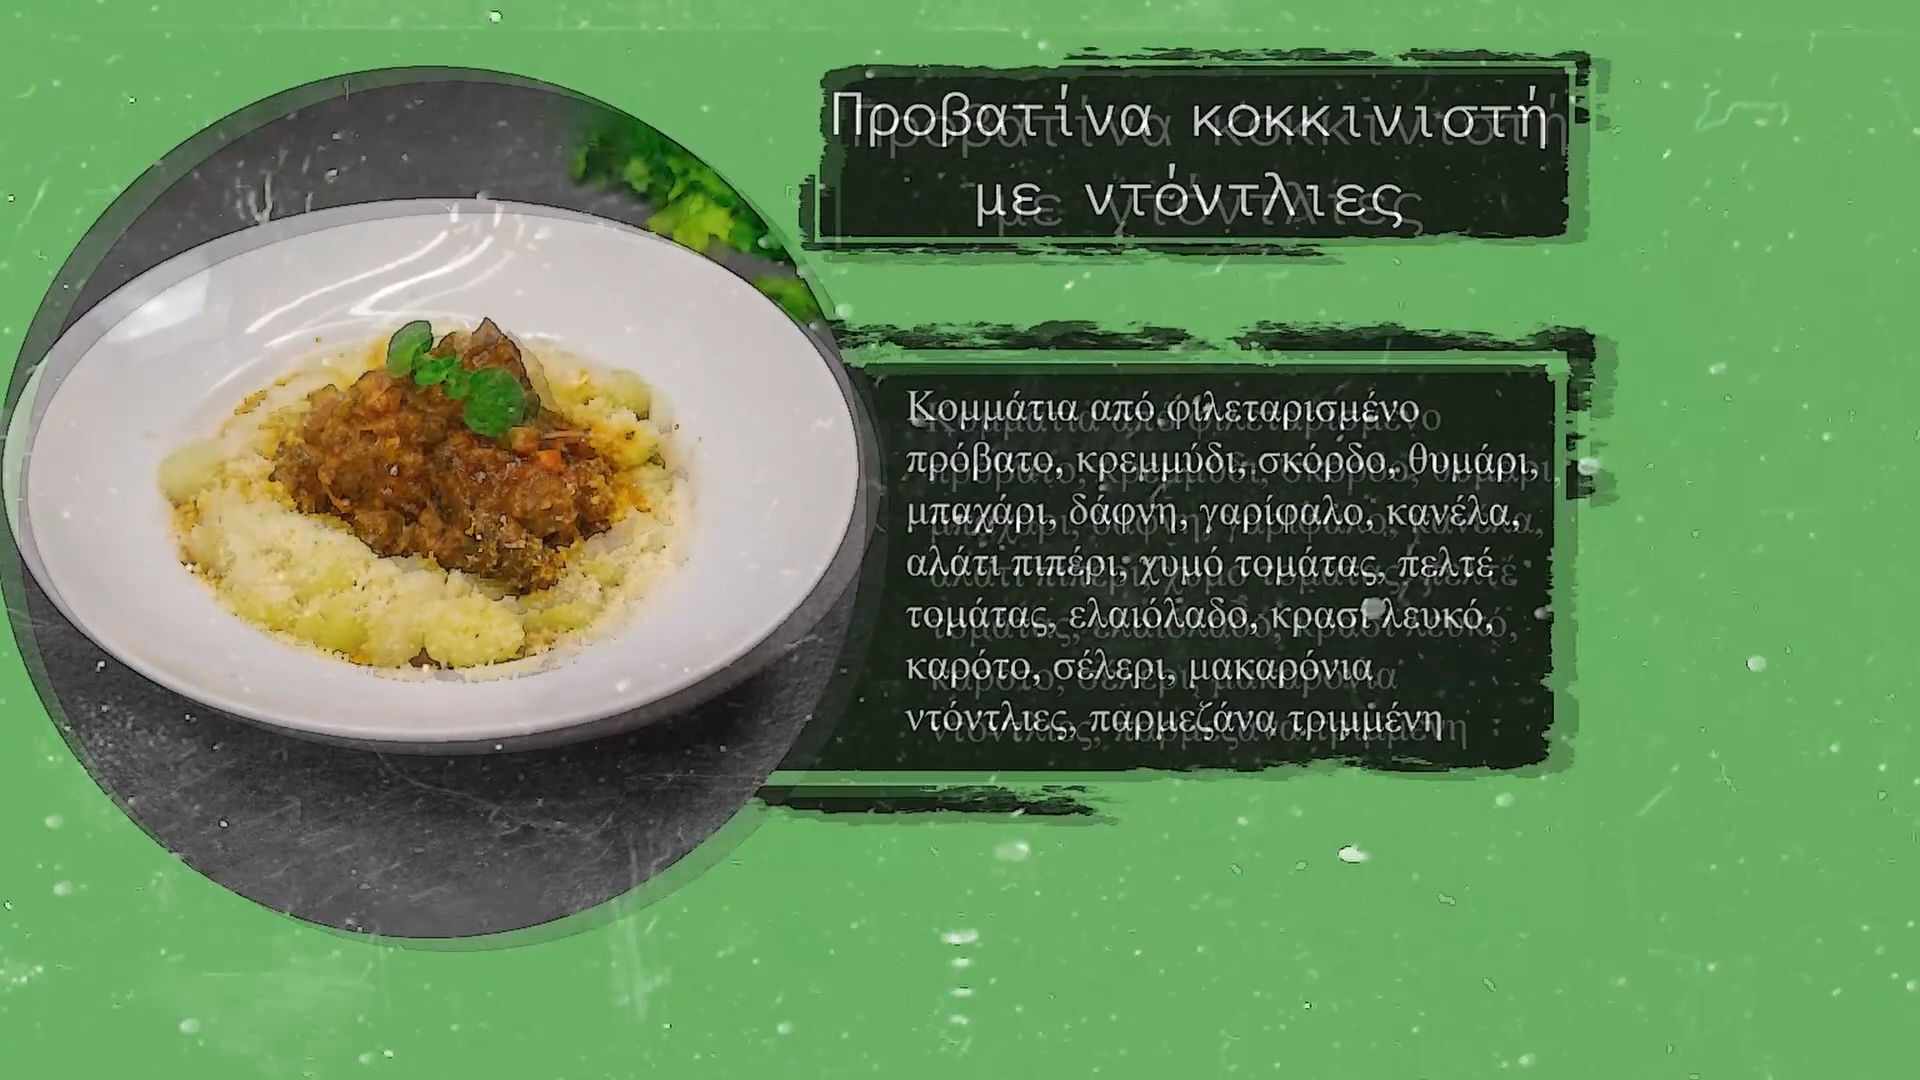 Προβατίνα κοκκινιστή
με ντόντλιες
Κομμάτια από φιλεταρισμένο
πρόβατο, κρεμμύδι, σκόρδο, θυμάρι,
μπαχάρι, δάφνη, γαρίφαλο, κανέλα,
αλάτι πιπέρι, χυμό τομάτας, πελτέ
τομάτας, ελαιόλαδο, κρασί λευκό,
καρότο, σέλερι, μακαρόνια
ντόντλιες, παρμεζάνα τριμμένη